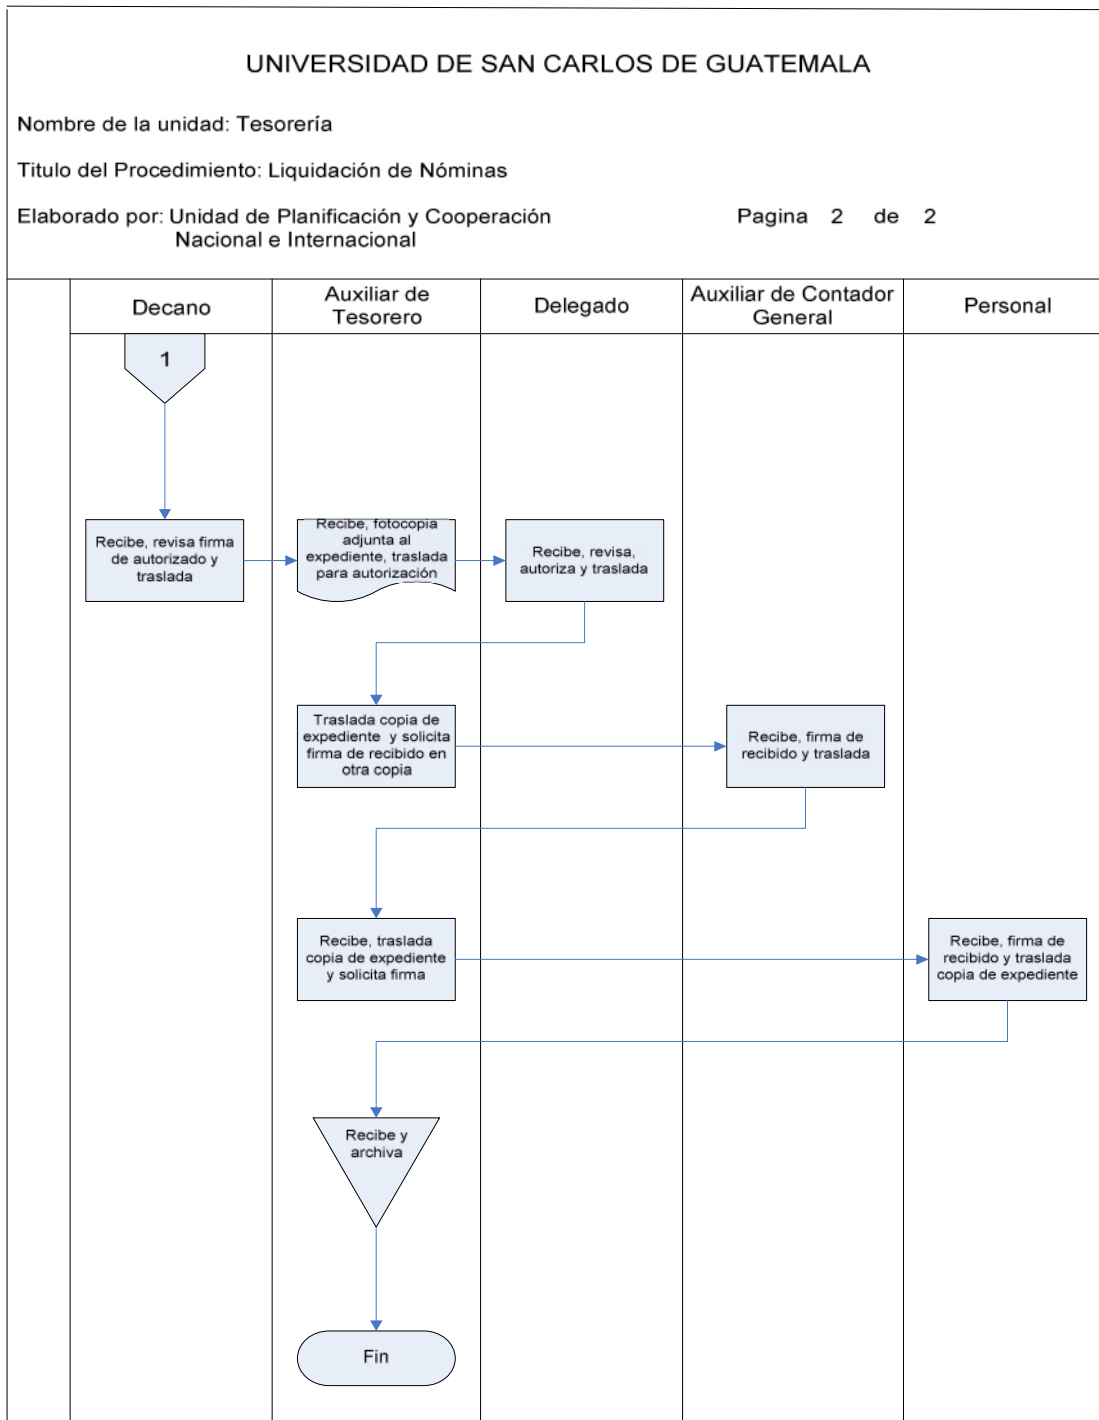 UNIVERSIDAD DE SAN CARLOS DE GUATEMALA
Nombre de la unidad: Tesorería
Titulo del Procedimiento: Liquidación de Nóminas
Elaborado por: Unidad de Planificación y Cooperación
Nacional e Internacional
Pagina 2 de 2
Decano
Auxiliar de
Tesorero
Delegado
Auxiliar de Contador
General
Personal
1
Recibe, revisa firma
de autorizado y
traslada
Recibe, fotocopia
adjunta al
expediente, traslada
para autorización
Recibe, revisa,
autoriza y traslada
Traslada copia de
expediente y solicita
firma de recibido en
otra copia
Recibe, firma de
recibido y traslada
Recibe, traslada
copia de expediente
y solicita firma
Recibe, firma de
recibido y traslada
copia de expediente
Recibe y
archiva
Fin